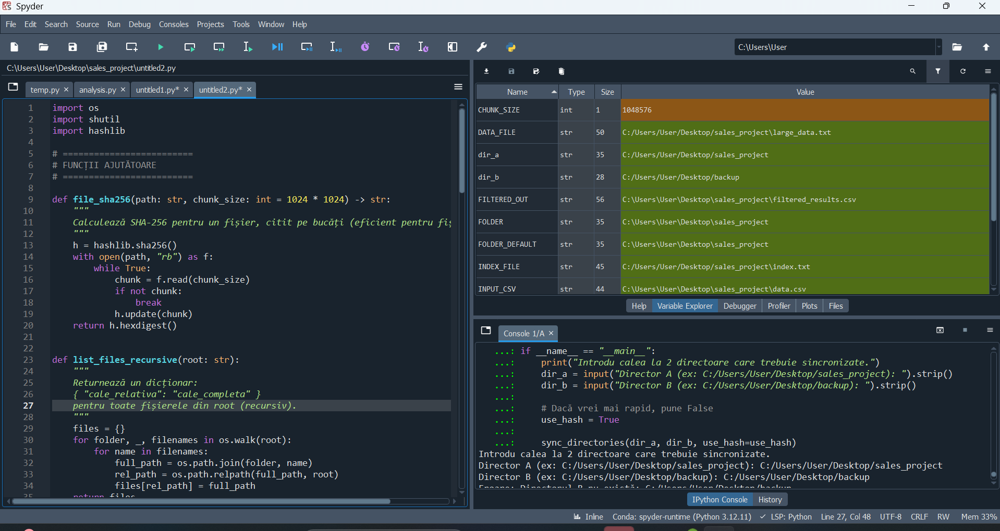 Spyder
File Edit Search Source Run Debug Consoles Projects Tools Window Help
C:\Users\User
C:\Users\User\Desktop\sales_project\untitled2.py
temp.py analysis.py untitled1.py* untitled2.py*
1 import os
2 import shutil
3 import hashlib
4
5 # =========================
6 # FUNCȚII AJUTĂTOARE
7 # =========================
8
9 def file_sha256(path: str, chunk_size: int = 1024 * 1024) -> str:
10 """
11 Calculează SHA-256 pentru un fișier, citit pe bucăți (eficient pentru
12 """
13 h = hashlib.sha256()
14 with open(path, "rb") as f:
15 while True:
16 chunk = f.read(chunk_size)
17 if not chunk:
18 break
19 h.update(chunk)
20 return h.hexdigest()
21
22
23 def list_files_recursive(root: str):
24 """
25 Returnează un dicționar:
26 { "cale_relativa": "cale_completa" }
27 pentru toate fișierele din root (recursiv).
28 """
29 files = {}
30 for folder, _, filenames in os.walk(root):
31 for name in filenames:
32 full_path = os.path.join(folder, name)
33 rel_path = os.path.relpath(full_path, root)
34 files[rel_path] = full_path
35 return files
Name Type Size Value
CHUNK_SIZE int 1 1048576
DATA_FILE str 50 C:/Users/User/Desktop/sales_project\large_data.txt
dir_a str 35 C:/Users/User/Desktop/sales_project
dir_b str 28 C:/Users/User/Desktop/backup
FILTERED_OUT str 56 C:\Users\User\Desktop\sales_project\filtered_results.csv
FOLDER str 35 C:\Users\User\Desktop\sales_project
FOLDER_DEFAULT str 35 C:\Users\User\Desktop\sales_project
INDEX_FILE str 45 C:/Users/User/Desktop/sales_project\index.txt
INPUT_CSV str 44 C:\Users\User\Desktop\sales_project\data.csv
Help Variable Explorer Debugger Profiler Plots Files
Console 1/A
...: if __name__ == "__main__":
...: print("Introdu calea la 2 directoare care trebuie sincronizate.")
...: dir_a = input("Director A (ex: C:/Users/User/Desktop/sales_project): ").strip()
...: dir_b = input("Director B (ex: C:/Users/User/Desktop/backup): ").strip()
...:
...: # Dacă vrei mai rapid, pune False
...: use_hash = True
...:
...: sync_directories(dir_a, dir_b, use_hash=use_hash)
Introdu calea la 2 directoare care trebuie sincronizate.
Director A (ex: C:/Users/User/Desktop/sales_project): C:/Users/User/Desktop/sales_project
Director B (ex: C:/Users/User/Desktop/backup): C:/Users/User/Desktop/backup
Eroare: Directorul B nu există: C:/Users/User/Desktop/backup
IPython Console History
Inline Conda: spyder-runtime (Python 3.12.11) LSP: Python Line 27, Col 48 UTF-8 CRLF RW Mem 33%